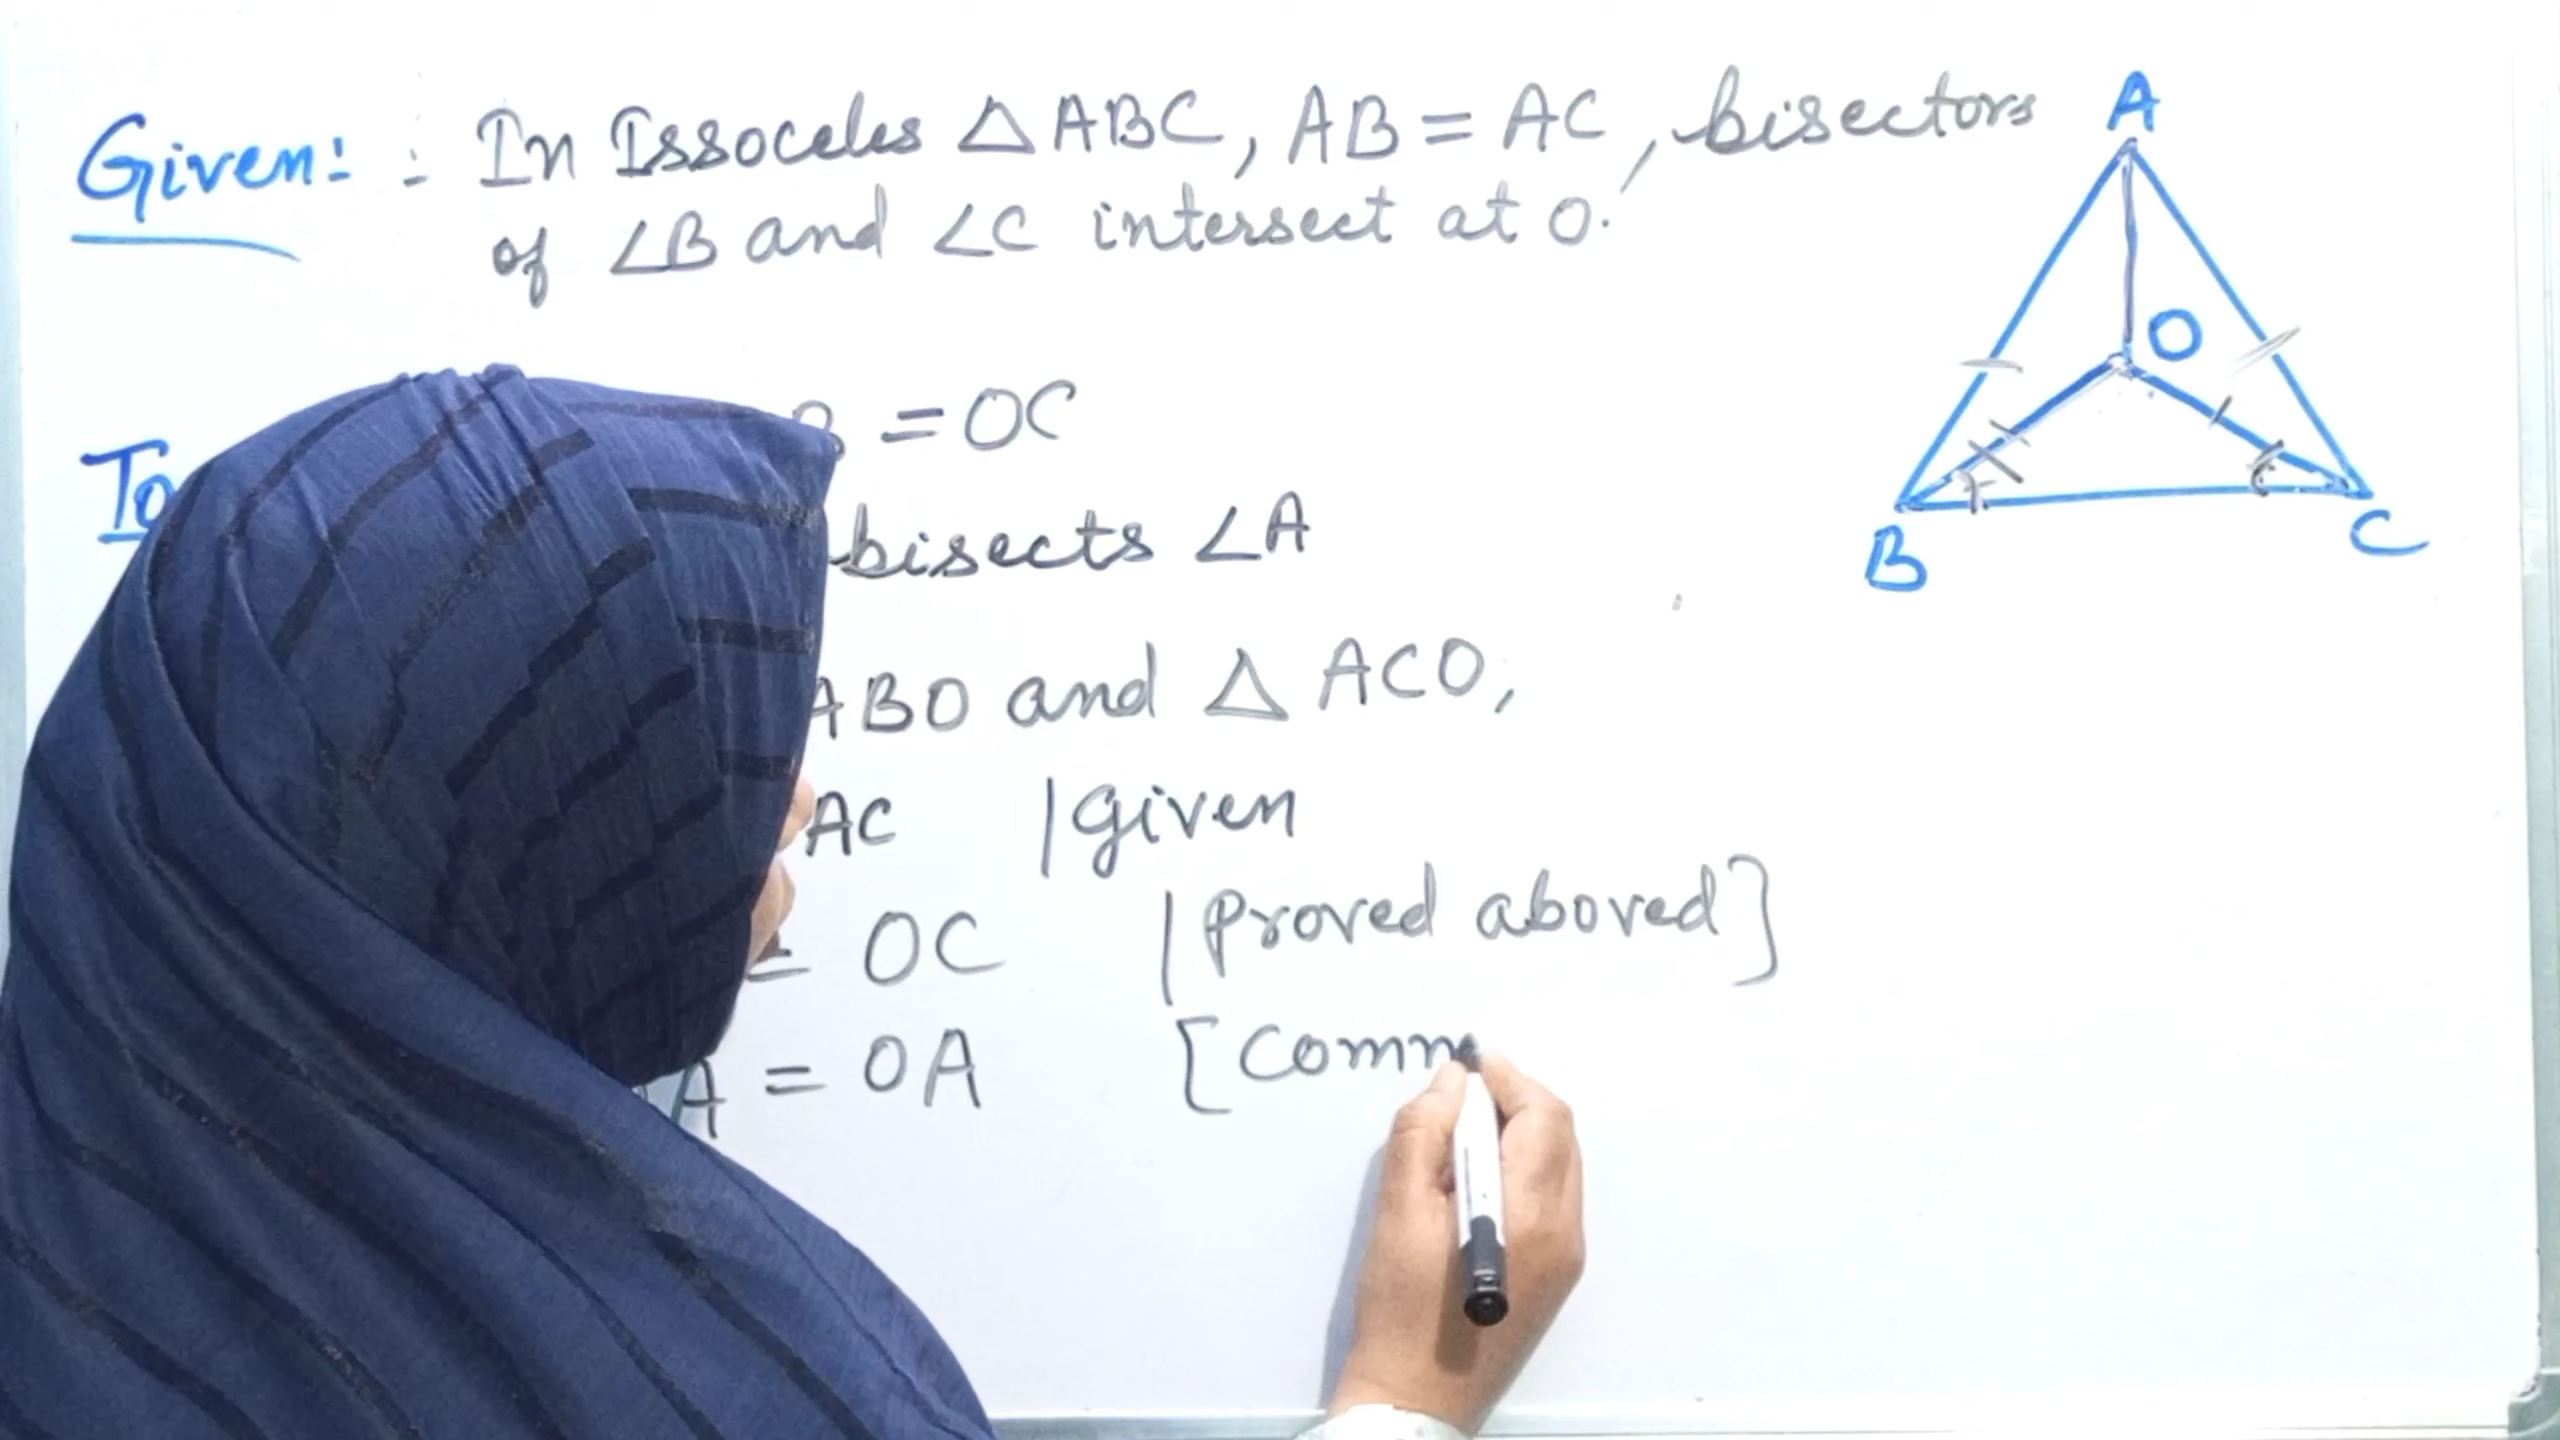 Given: : In Issoceles △ABC, AB = AC, bisectors
of ∠B and ∠C intersect at O.
To
= OC
bisects ∠A
ABO and △ ACO,
AC | given
= OC | Proved aboved]
A = OA [Comm
A
O
B
C